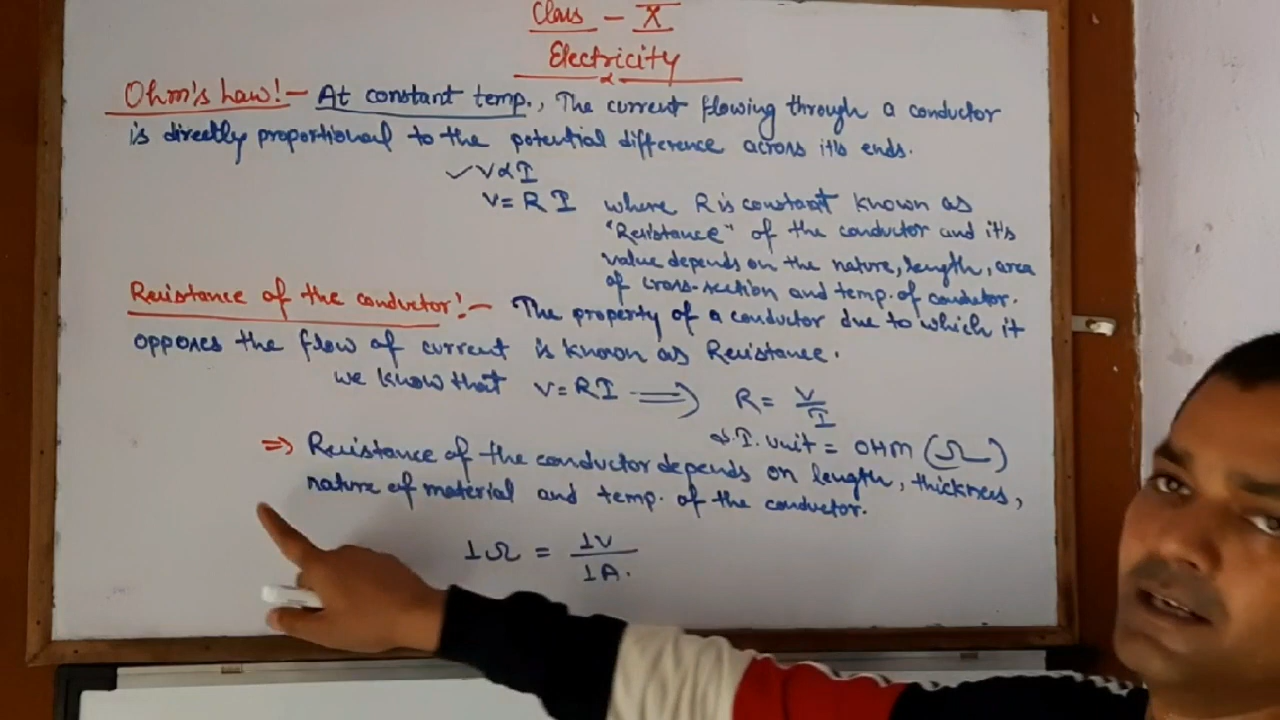 Class - X
Electricity
Ohm's Law!- At constant temp., The current flowing through a conductor
is directly proportional to the potential difference across it's ends.
✓V∝I
V=RI where R is constant known as
"Resistance" of the conductor and it's
value depends on the nature, length, area
of cross-section and temp. of conductor.
Resistance of the conductor!- The property of a conductor due to which it
opposes the flow of current is known as Resistance.
we know that V=RI ⟹ R= V/I
S.I. unit = OHM (Ω)
⇒ Resistance of the conductor depends on length, thickness,
nature of material and temp. of the conductor.
1Ω = 1V/1A.